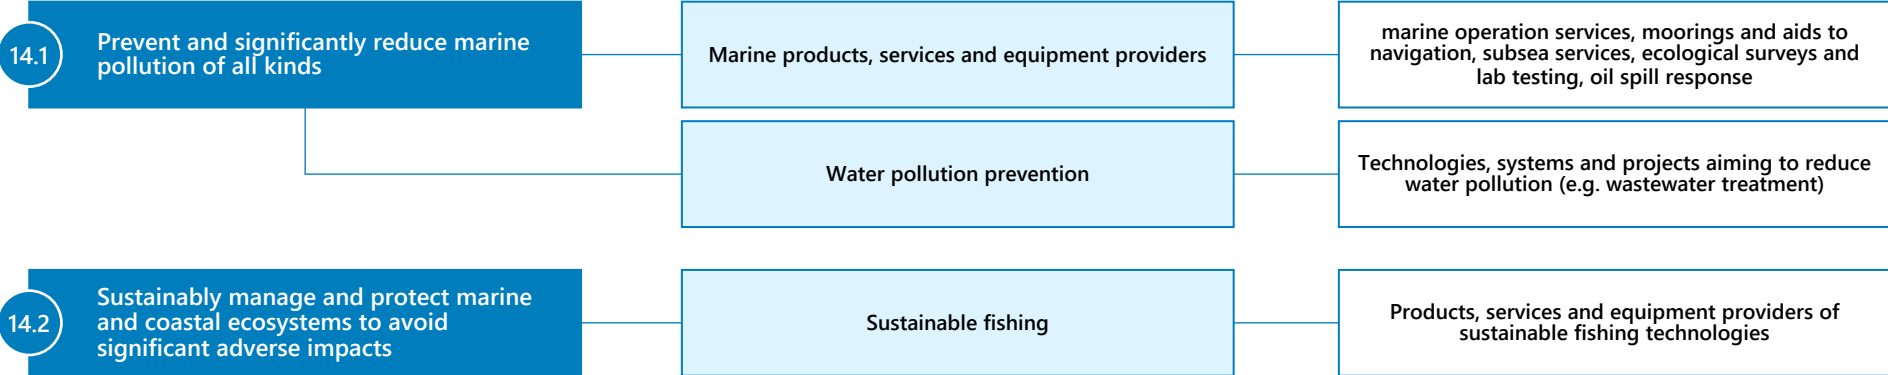 14.1
Prevent and significantly reduce marine
pollution of all kinds
Marine products, services and equipment providers
marine operation services, moorings and aids to
navigation, subsea services, ecological surveys and
lab testing, oil spill response
Water pollution prevention
Technologies, systems and projects aiming to reduce
water pollution (e.g. wastewater treatment)
14.2
Sustainably manage and protect marine
and coastal ecosystems to avoid
significant adverse impacts
Sustainable fishing
Products, services and equipment providers of
sustainable fishing technologies